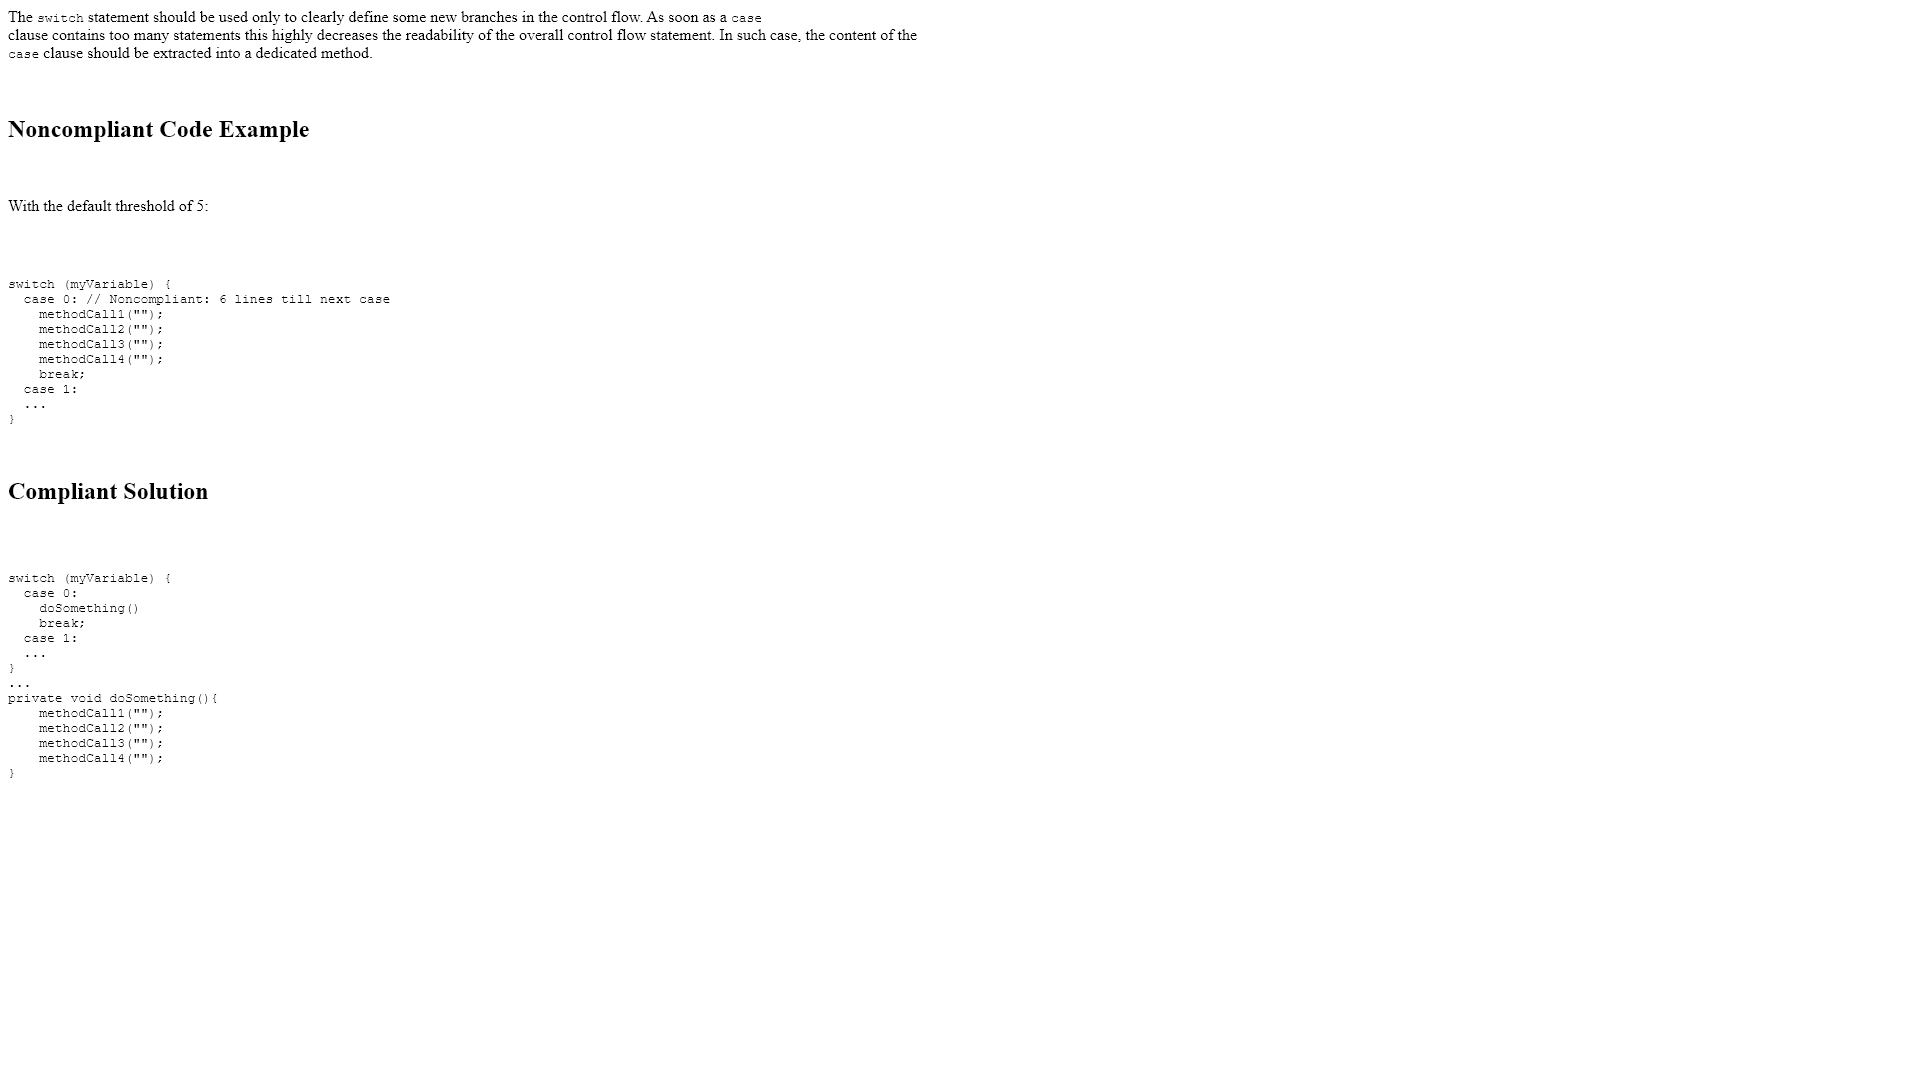 The switch statement should be used only to clearly define some new branches in the control flow. As soon as a case
clause contains too many statements this highly decreases the readability of the overall control flow statement. In such case, the content of the
case clause should be extracted into a dedicated method.
Noncompliant Code Example
With the default threshold of 5:
switch (myVariable) {
  case 0: // Noncompliant: 6 lines till next case
    methodCall1("");
    methodCall2("");
    methodCall3("");
    methodCall4("");
    break;
  case 1:
  ...
}
Compliant Solution
switch (myVariable) {
  case 0:
    doSomething()
    break;
  case 1:
  ...
}
...
private void doSomething(){
    methodCall1("");
    methodCall2("");
    methodCall3("");
    methodCall4("");
}